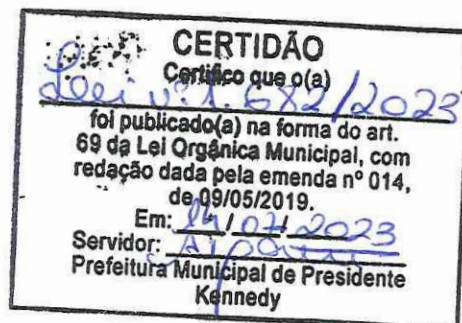 CERTIDÃO
Certifico que o(a)
Lei nº 1.682/2023
foi publicado(a) na forma do art.
69 da Lei Orgânica Municipal, com
redação dada pela emenda nº 014,
de 09/05/2019.
Em: 14/07/2023
Servidor:
Prefeitura Municipal de Presidente
Kennedy